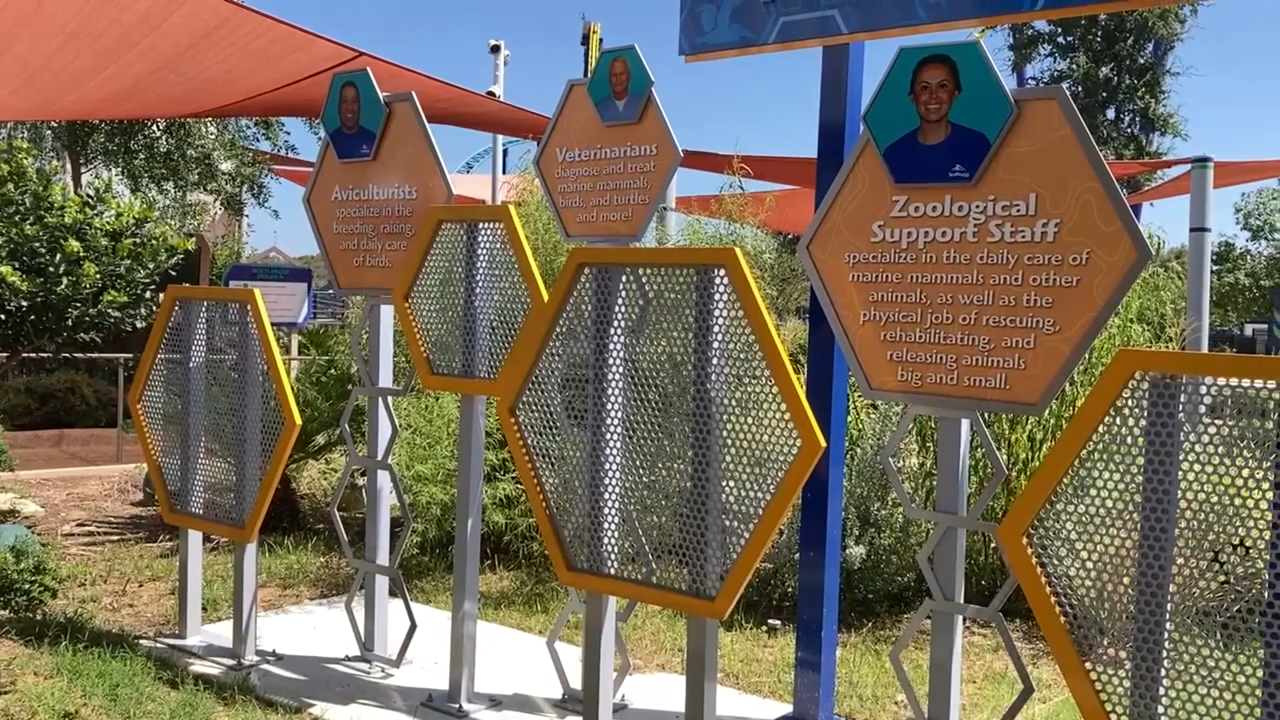 Aviculturists
specialize in the
breeding, raising,
and daily care
of birds.
Veterinarians
diagnose and treat
marine mammals,
birds, and turtles
and more!
Zoological
Support Staff
specialize in the daily care of
marine mammals and other
animals, as well as the
physical job of rescuing,
rehabilitating, and
releasing animals
big and small.
SeaWorld